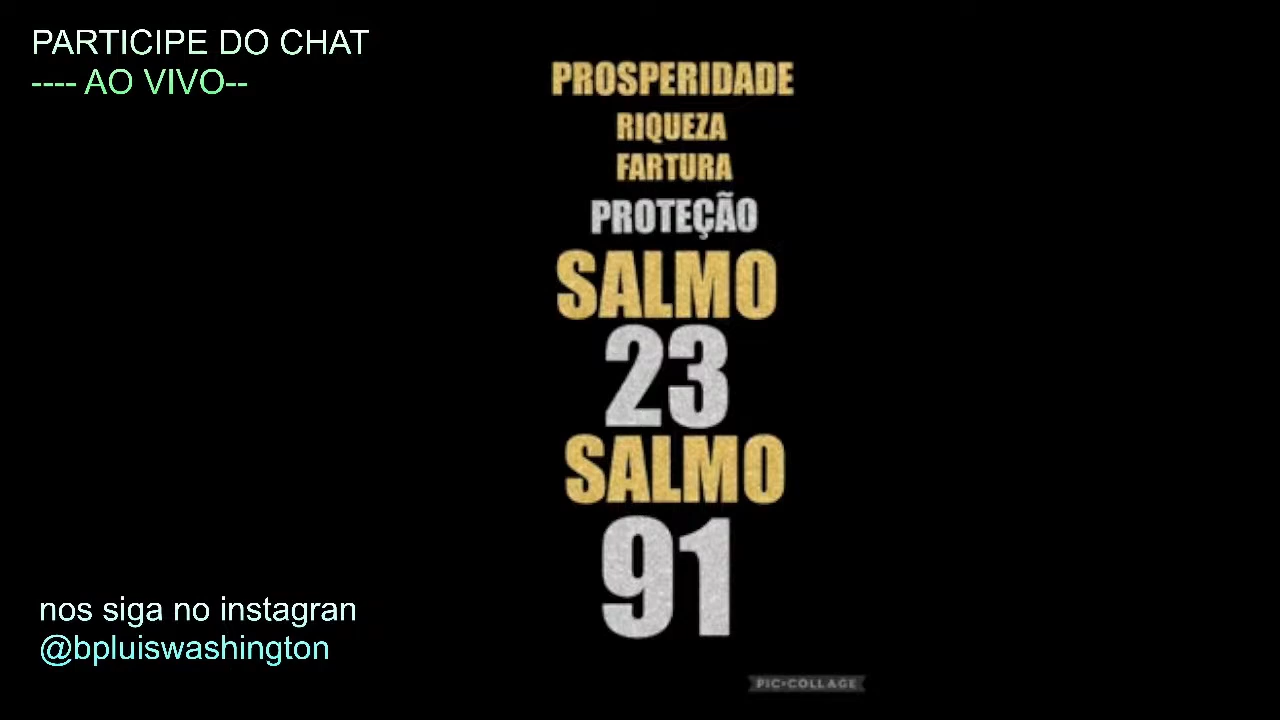 PARTICIPE DO CHAT
---- AO VIVO--
PROSPERIDADE
RIQUEZA
FARTURA
PROTEÇÃO
SALMO
23
SALMO
91
nos siga no instagran
@bpluiswashington
PIC•COLLAGE